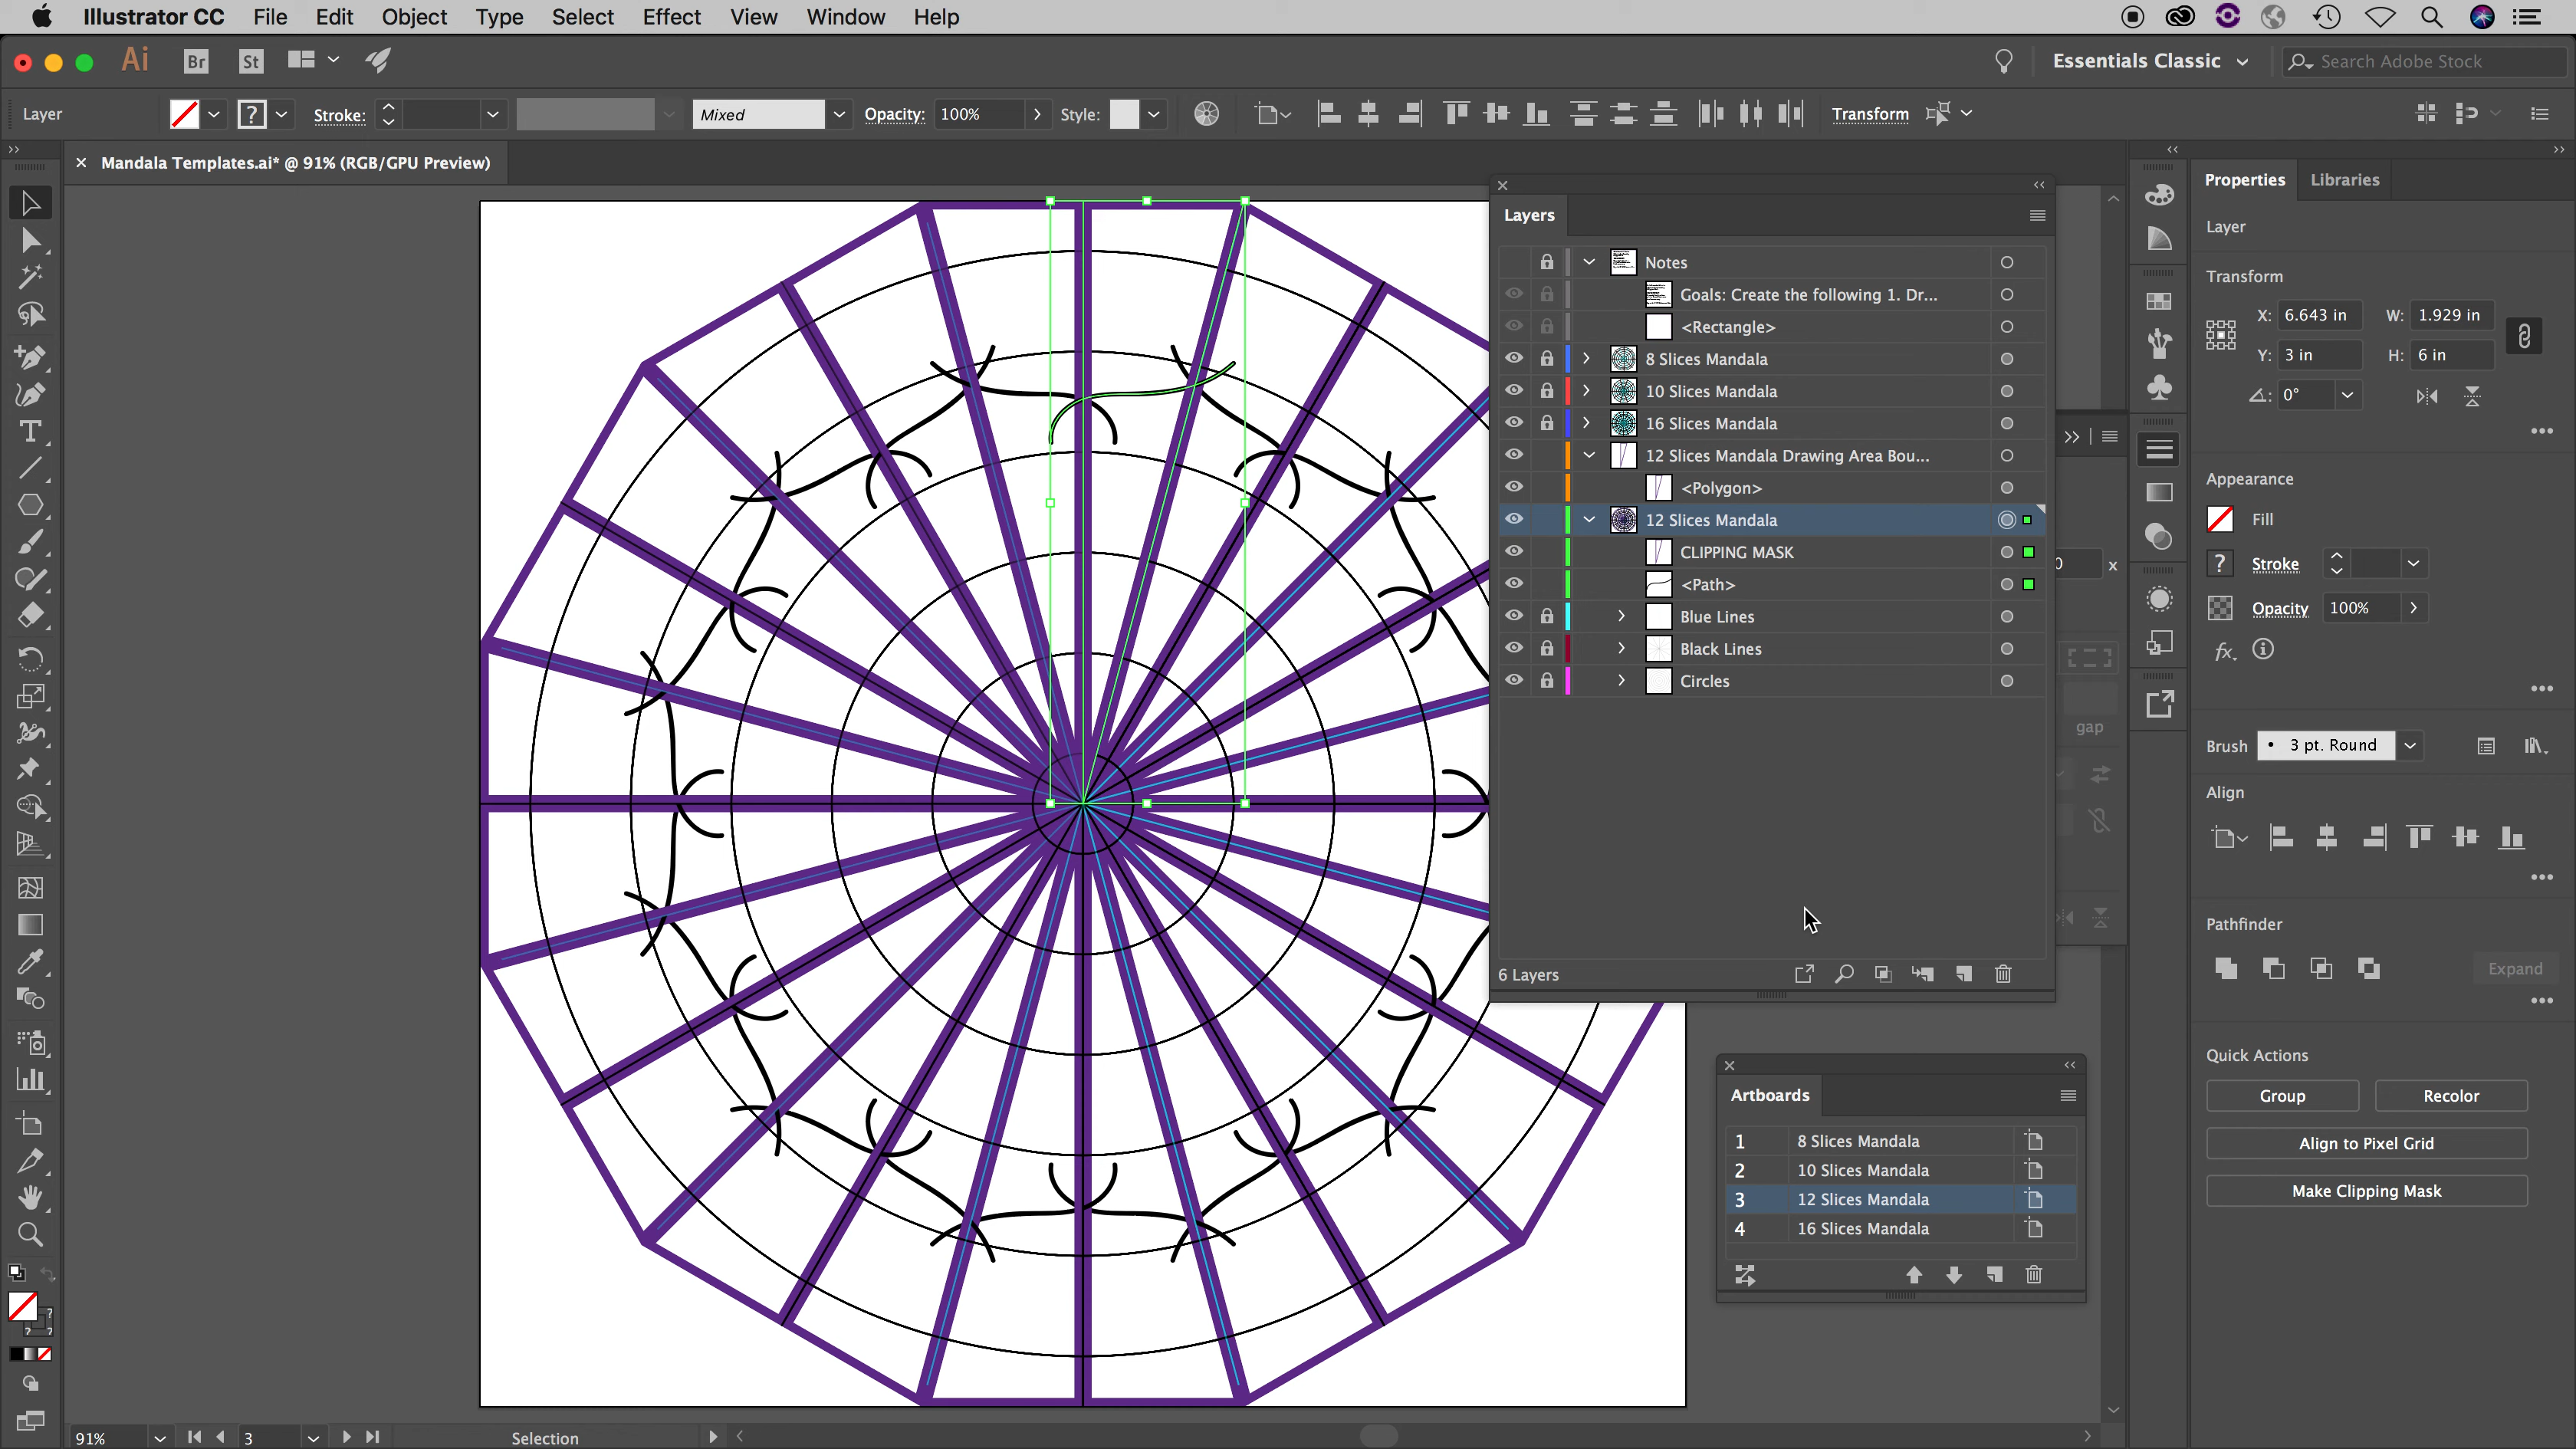 Illustrator CC File Edit Object Type Select Effect View Window Help
Ai Br St Essentials Classic Search Adobe Stock
Layer ? Stroke: Mixed Opacity: 100% Style: Transform
Mandala Templates.ai* @ 91% (RGB/GPU Preview)
Layers
Notes
Goals: Create the following 1. Dr...
<Rectangle>
8 Slices Mandala
10 Slices Mandala
16 Slices Mandala
12 Slices Mandala Drawing Area Bou...
<Polygon>
12 Slices Mandala
CLIPPING MASK
<Path>
Blue Lines
Black Lines
Circles
6 Layers
0 x
gap
Artboards
1 8 Slices Mandala
2 10 Slices Mandala
3 12 Slices Mandala
4 16 Slices Mandala
Properties Libraries
Layer
Transform
X: 6.643 in W: 1.929 in
Y: 3 in H: 6 in
0°
Appearance
Fill
? Stroke
Opacity 100%
fx.
Brush 3 pt. Round
Align
Pathfinder
Expand
Quick Actions
Group Recolor
Align to Pixel Grid
Make Clipping Mask
T
? ?
91% 3 Selection